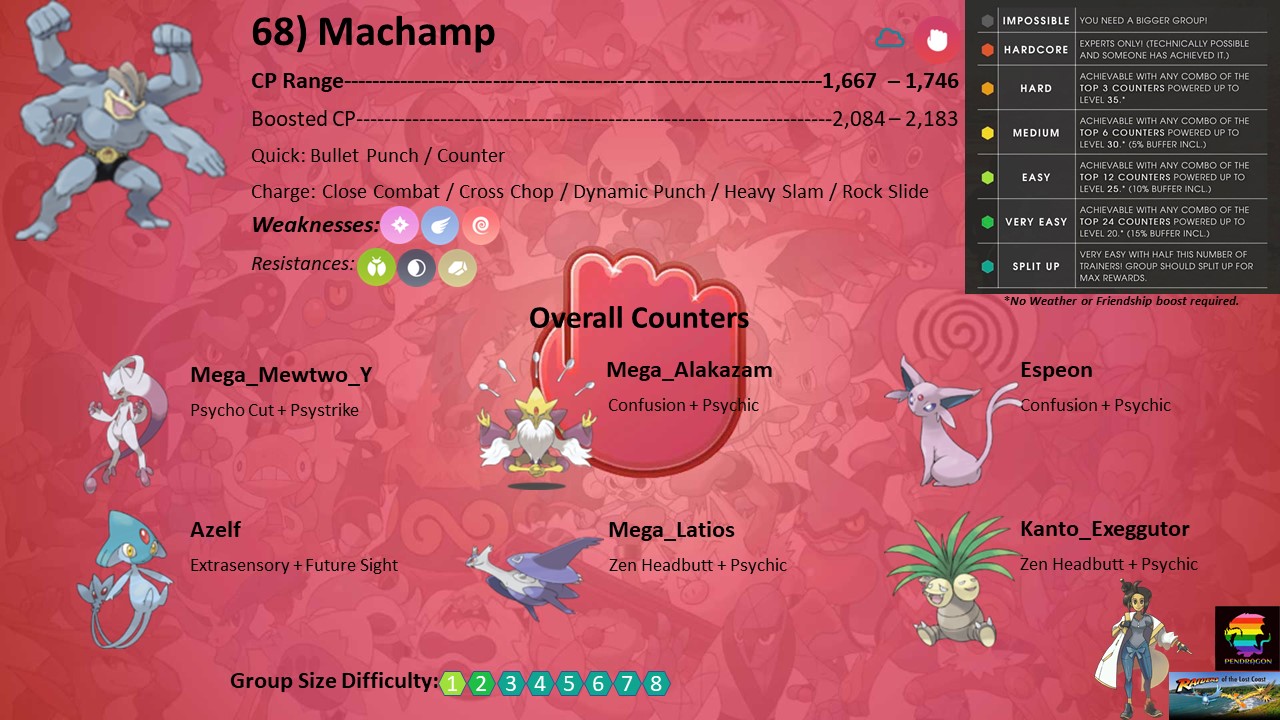 68) Machamp
CP Range------------------------------------------------------------------1,667 – 1,746
Boosted CP------------------------------------------------------------------2,084 – 2,183
Quick: Bullet Punch / Counter
Charge: Close Combat / Cross Chop / Dynamic Punch / Heavy Slam / Rock Slide
Weaknesses:
Resistances:
IMPOSSIBLE YOU NEED A BIGGER GROUP!
HARDCORE EXPERTS ONLY! (TECHNICALLY POSSIBLE
AND SOMEONE HAS ACHIEVED IT.)
HARD ACHIEVABLE WITH ANY COMBO OF THE
TOP 3 COUNTERS POWERED UP TO
LEVEL 35.*
MEDIUM ACHIEVABLE WITH ANY COMBO OF THE
TOP 6 COUNTERS POWERED UP TO
LEVEL 30.* (5% BUFFER INCL.)
EASY ACHIEVABLE WITH ANY COMBO OF THE
TOP 12 COUNTERS POWERED UP TO
LEVEL 25.* (10% BUFFER INCL.)
VERY EASY ACHIEVABLE WITH ANY COMBO OF THE
TOP 24 COUNTERS POWERED UP TO
LEVEL 20.* (15% BUFFER INCL.)
SPLIT UP VERY EASY WITH HALF THIS NUMBER OF
TRAINERS! GROUP SHOULD SPLIT UP FOR
MAX REWARDS.
*No Weather or Friendship boost required.
Overall Counters
Mega_Mewtwo_Y
Psycho Cut + Psystrike
Mega_Alakazam
Confusion + Psychic
Espeon
Confusion + Psychic
Azelf
Extrasensory + Future Sight
Mega_Latios
Zen Headbutt + Psychic
Kanto_Exeggutor
Zen Headbutt + Psychic
Group Size Difficulty: 1 2 3 4 5 6 7 8
PENDRAGON
RAIDERS of the Lost Coast